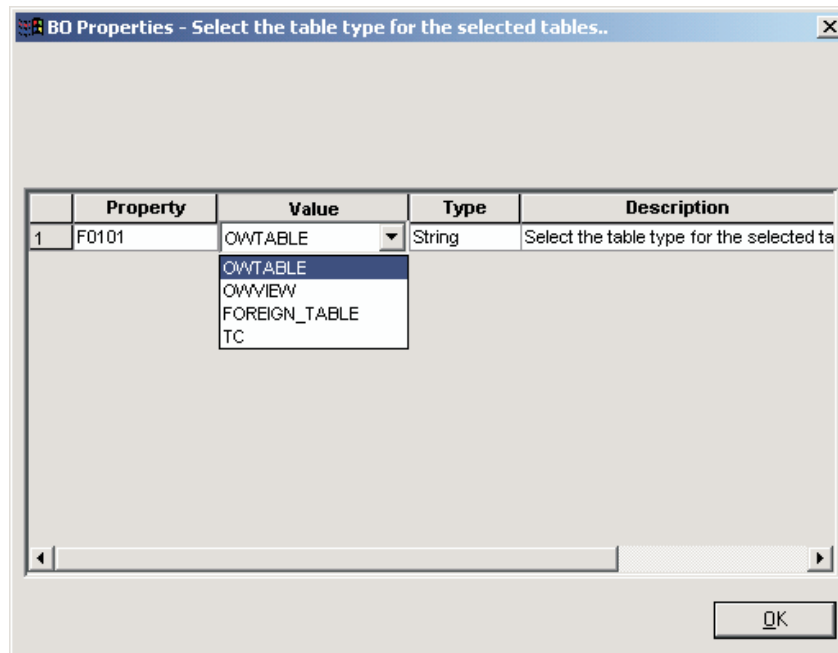 BO Properties - Select the table type for the selected tables..
Property Value Type Description
1 F0101 OWTABLE String Select the table type for the selected ta
OWTABLE
OWVIEW
FOREIGN_TABLE
TC
OK